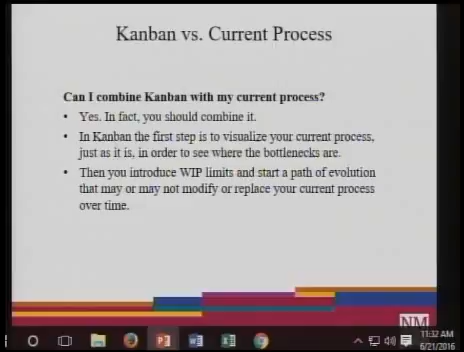 Kanban vs. Current Process
Can I combine Kanban with my current process?
• Yes. In fact, you should combine it.
• In Kanban the first step is to visualize your current process,
just as it is, in order to see where the bottlenecks are.
• Then you introduce WIP limits and start a path of evolution
that may or may not modify or replace your current process
over time.
NM
11:32 AM
6/21/2016